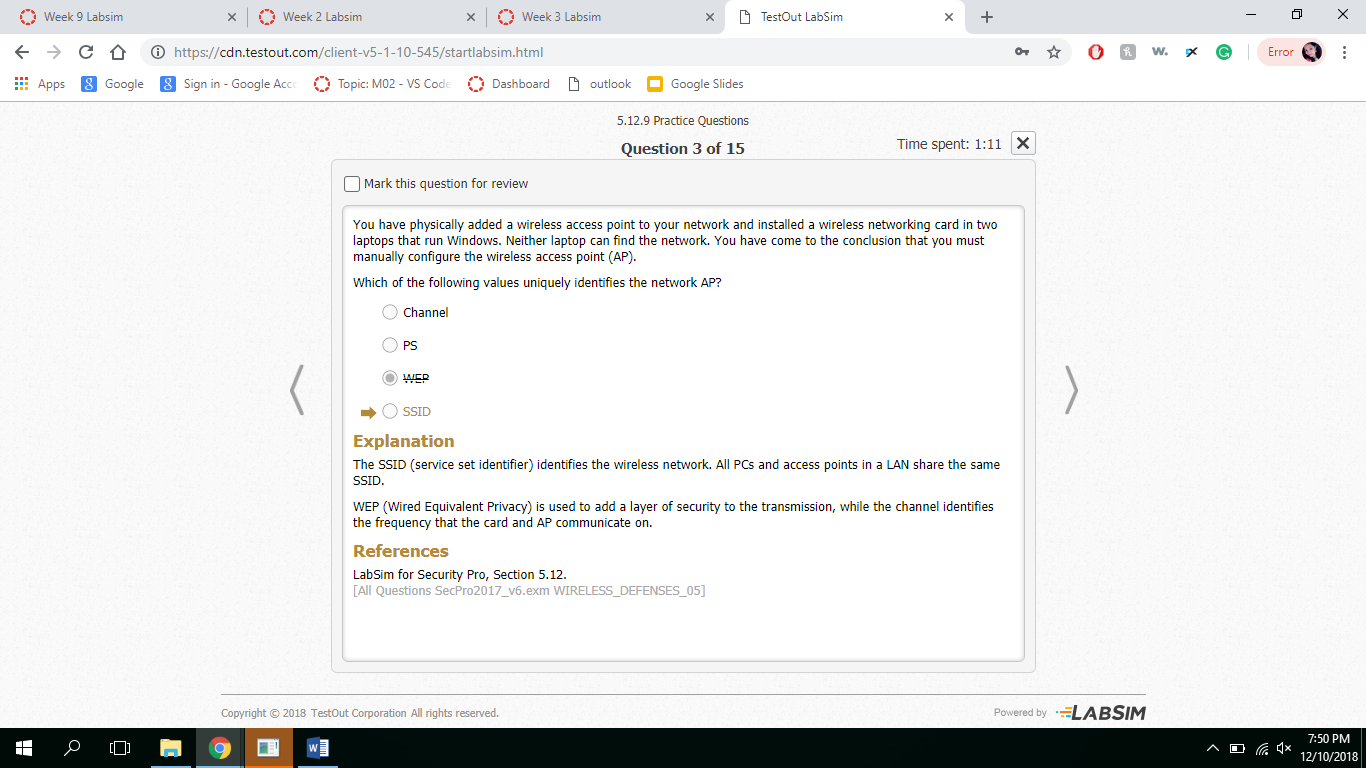 Week 9 Labsim
Week 2 Labsim
Week 3 Labsim
TestOut LabSim
https://cdn.testout.com/client-v5-1-10-545/startlabsim.html
Error
Apps
Google
Sign in - Google Acco
Topic: M02 - VS Code
Dashboard
outlook
Google Slides
5.12.9 Practice Questions
Question 3 of 15
Time spent: 1:11
Mark this question for review
You have physically added a wireless access point to your network and installed a wireless networking card in two
laptops that run Windows. Neither laptop can find the network. You have come to the conclusion that you must
manually configure the wireless access point (AP).
Which of the following values uniquely identifies the network AP?
Channel
PS
WEP
SSID
Explanation
The SSID (service set identifier) identifies the wireless network. All PCs and access points in a LAN share the same
SSID.
WEP (Wired Equivalent Privacy) is used to add a layer of security to the transmission, while the channel identifies
the frequency that the card and AP communicate on.
References
LabSim for Security Pro, Section 5.12.
[All Questions SecPro2017_v6.exm WIRELESS_DEFENSES_05]
Copyright © 2018 TestOut Corporation All rights reserved.
Powered by LABSIM
7:50 PM
12/10/2018